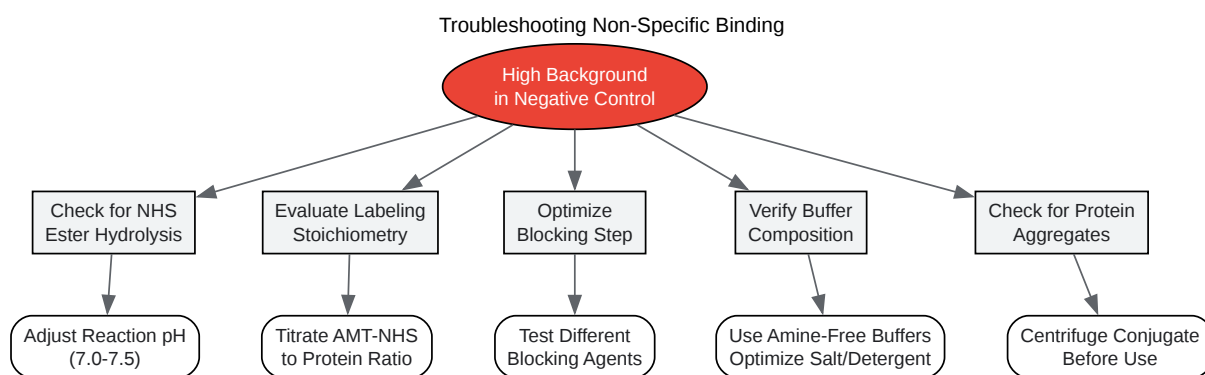 Troubleshooting Non-Specific Binding
High Background
in Negative Control
Check for NHS
Ester Hydrolysis
Evaluate Labeling
Stoichiometry
Optimize
Blocking Step
Verify Buffer
Composition
Check for Protein
Aggregates
Adjust Reaction pH
(7.0-7.5)
Titrate AMT-NHS
to Protein Ratio
Test Different
Blocking Agents
Use Amine-Free Buffers
Optimize Salt/Detergent
Centrifuge Conjugate
Before Use